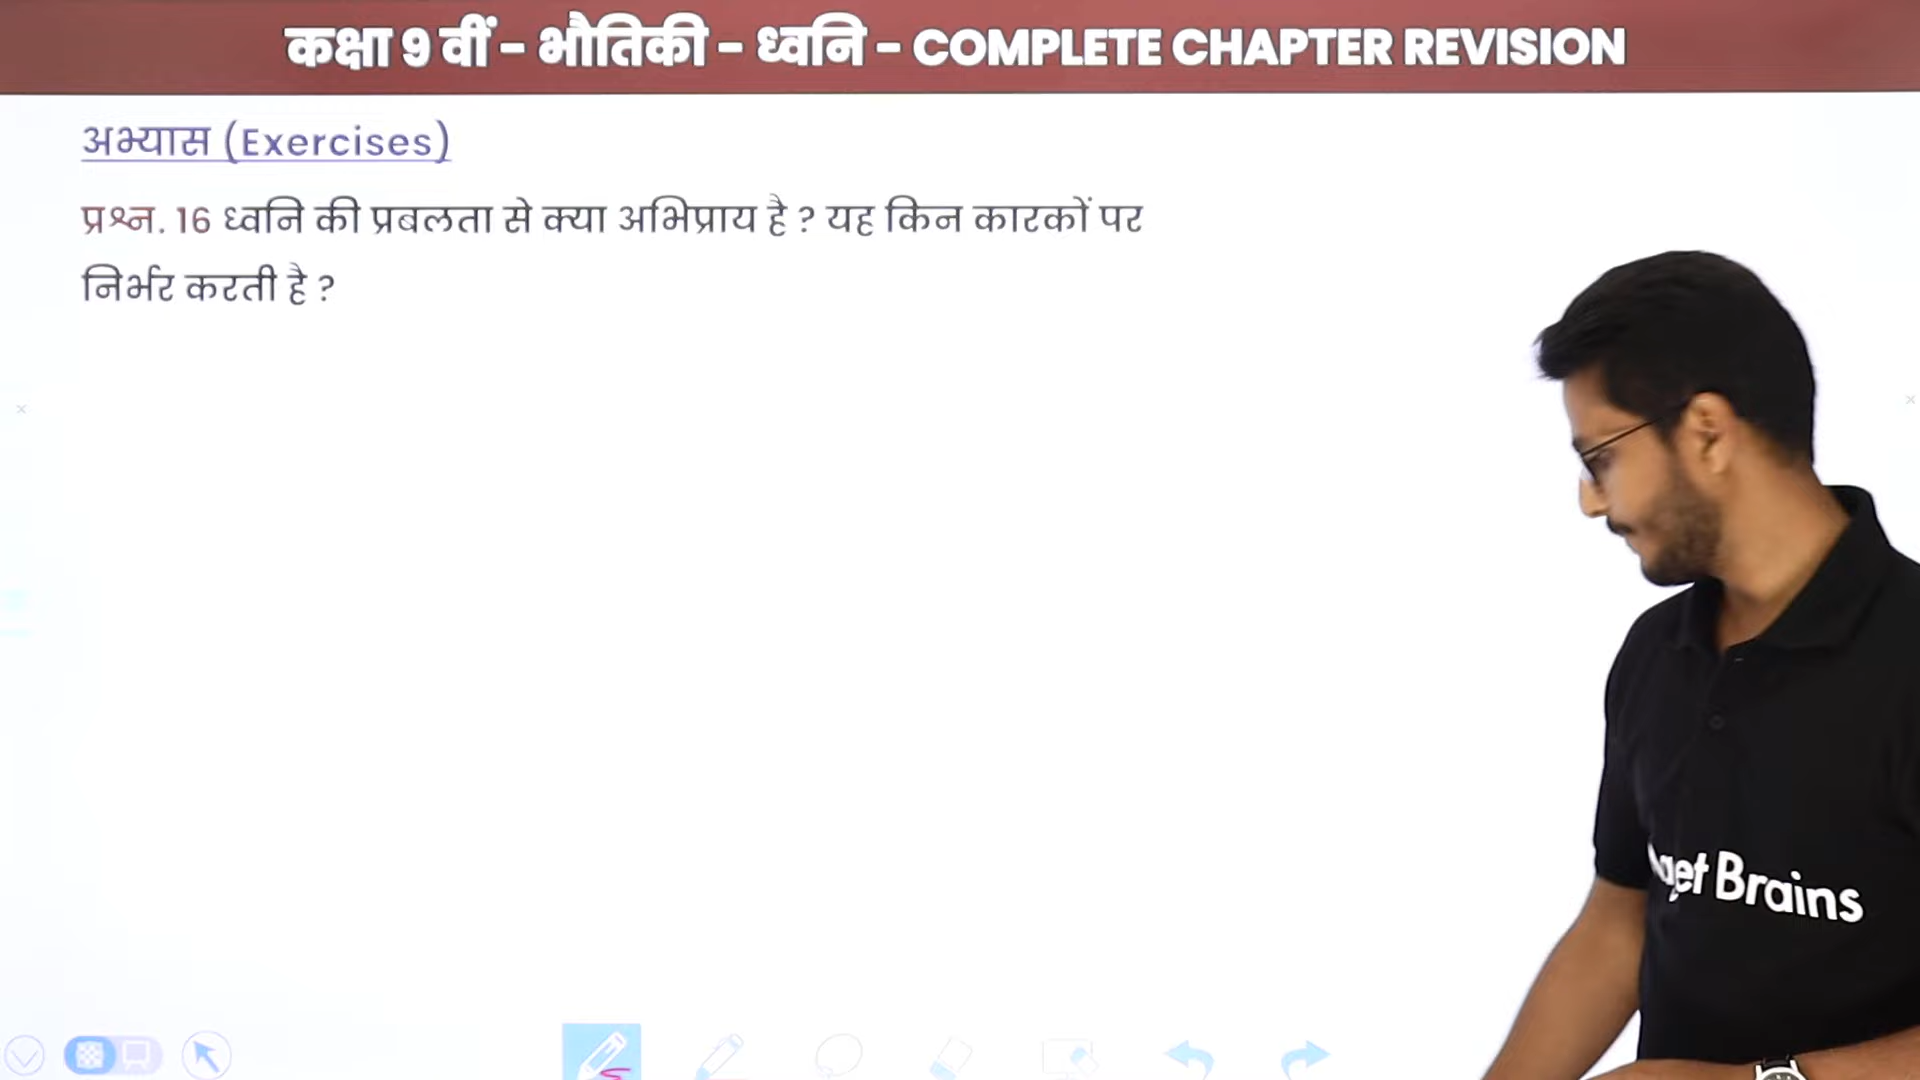 कक्षा 9 वीं – भौतिकी – ध्वनि – COMPLETE CHAPTER REVISION
अभ्यास (Exercises)
प्रश्न. 16 ध्वनि की प्रबलता से क्या अभिप्राय है ? यह किन कारकों पर
निर्भर करती है ?
get Brains